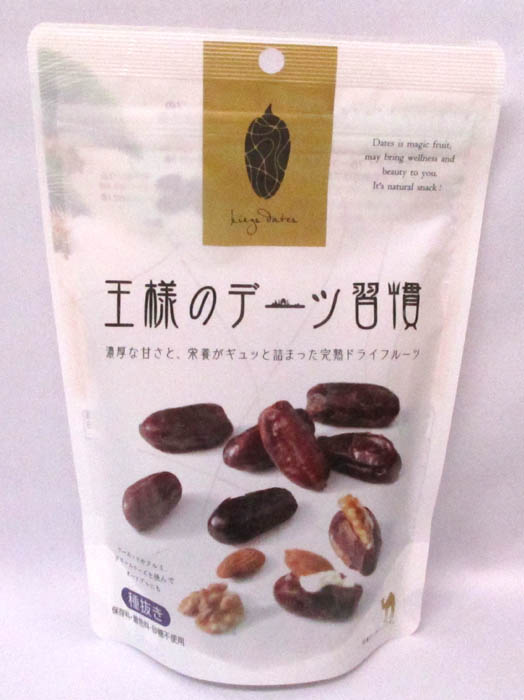 Dates is magic fruit,
may bring wellness and
beauty to you.
It's natural snack!
kings dates
王様のデーツ習慣
濃厚な甘さと、栄養がギュッと詰まった完熟ドライフルーツ
種抜き
保存料・着色料・砂糖不使用